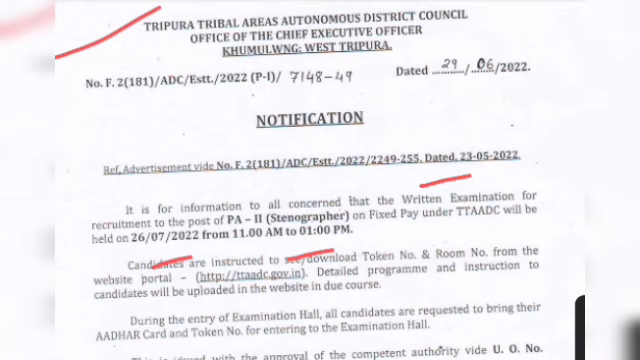 TRIPURA TRIBAL AREAS AUTONOMOUS DISTRICT COUNCIL
OFFICE OF THE CHIEF EXECUTIVE OFFICER
KHUMULWNG: WEST TRIPURA.
No. F. 2(181)/ADC/Estt./2022 (P-I)/ 7148-49 Dated 29/06/2022.
NOTIFICATION
Ref. Advertisement vide No. F. 2(181)/ADC/Estt./2022/2249-255, Dated, 23-05-2022.
It is for information to all concerned that the Written Examination for
recruitment to the post of PA – II (Stenographer) on Fixed Pay under TTAADC will be
held on 26/07/2022 from 11.00 AM to 01:00 PM.
Candidates are instructed to see/download Token No. & Room No. from the
website portal – (http://ttaadc.gov.in). Detailed programme and instruction to
candidates will be uploaded in the website in due course.
During the entry of Examination Hall, all candidates are requested to bring their
AADHAR Card and Token No. for entering to the Examination Hall.
This is issued with the approval of the competent authority vide U. O. No.